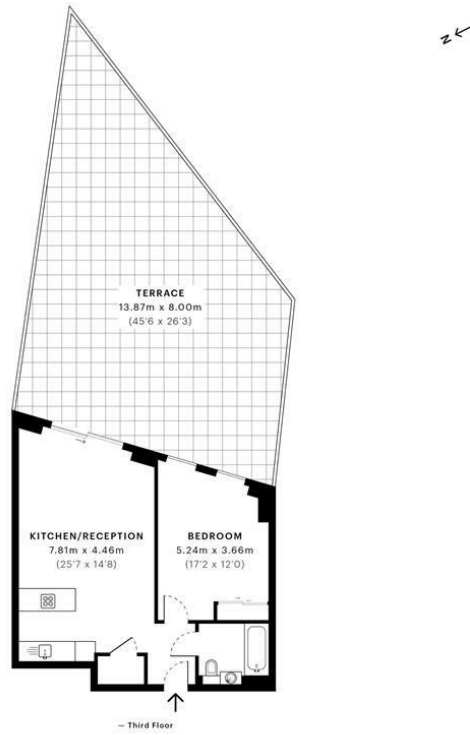 N
TERRACE
13.87m x 8.00m
(45'6 x 26'3)
KITCHEN/RECEPTION
7.81m x 4.46m
(25'7 x 14'8)
BEDROOM
5.24m x 3.66m
(17'2 x 12'0)
— Third Floor